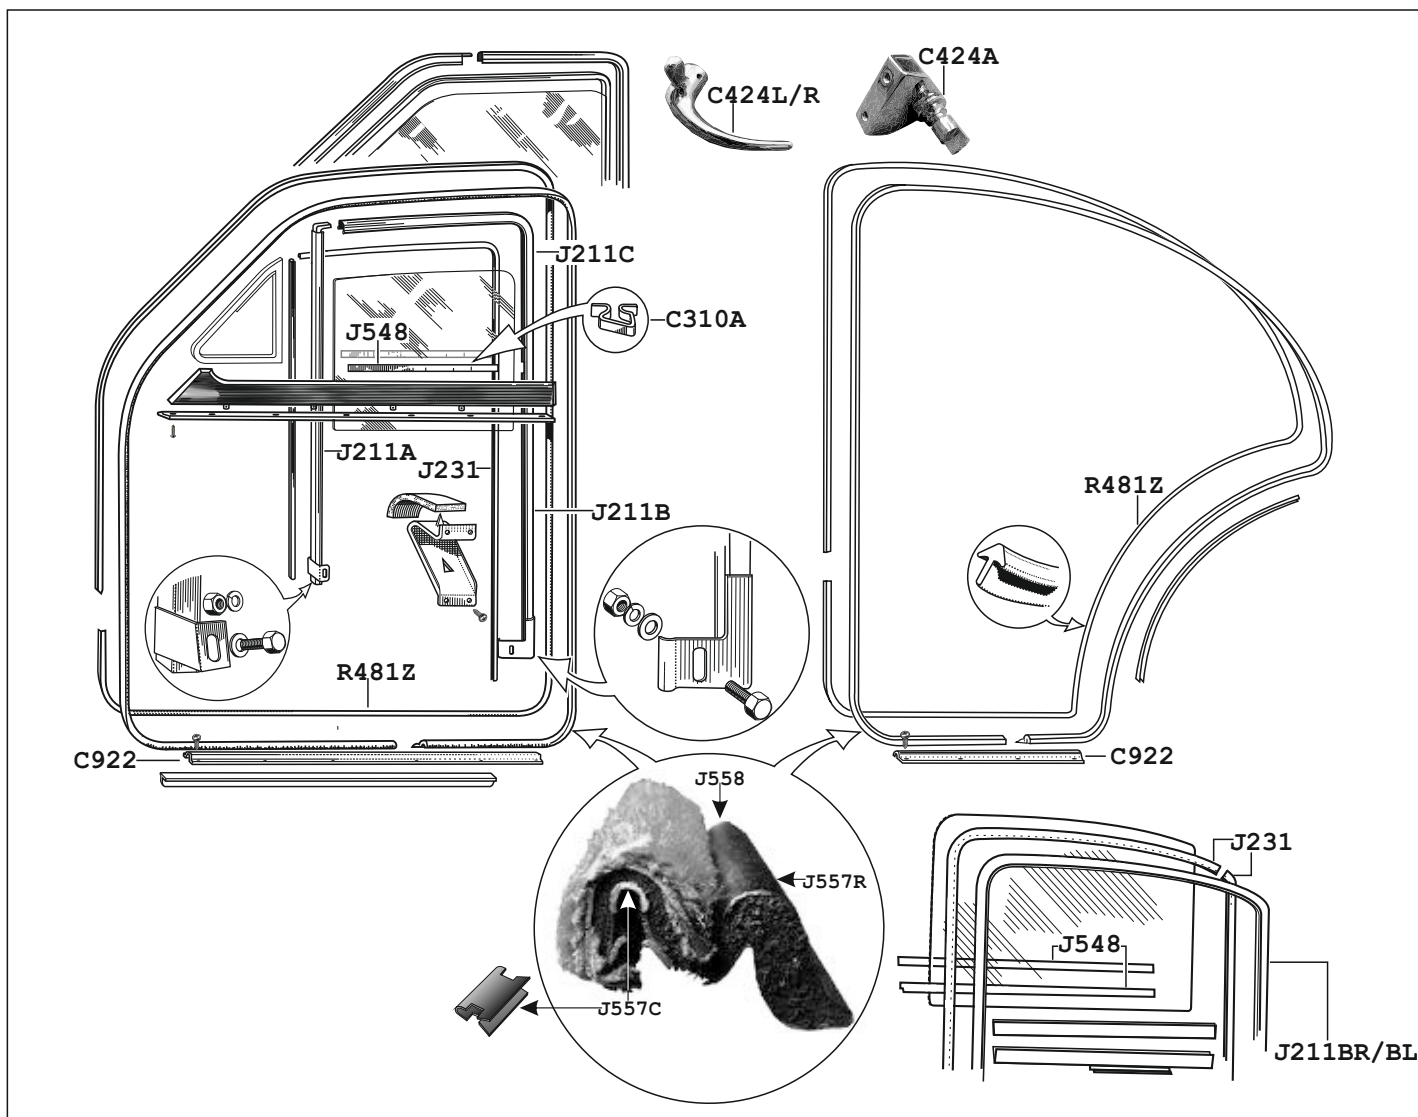 C424A
C424L/R
J211C
C310A
J548
J211A
J231
J211B
R481Z
R481Z
C922
C922
J558
J557R
J231
J548
J557C
J211BR/BL